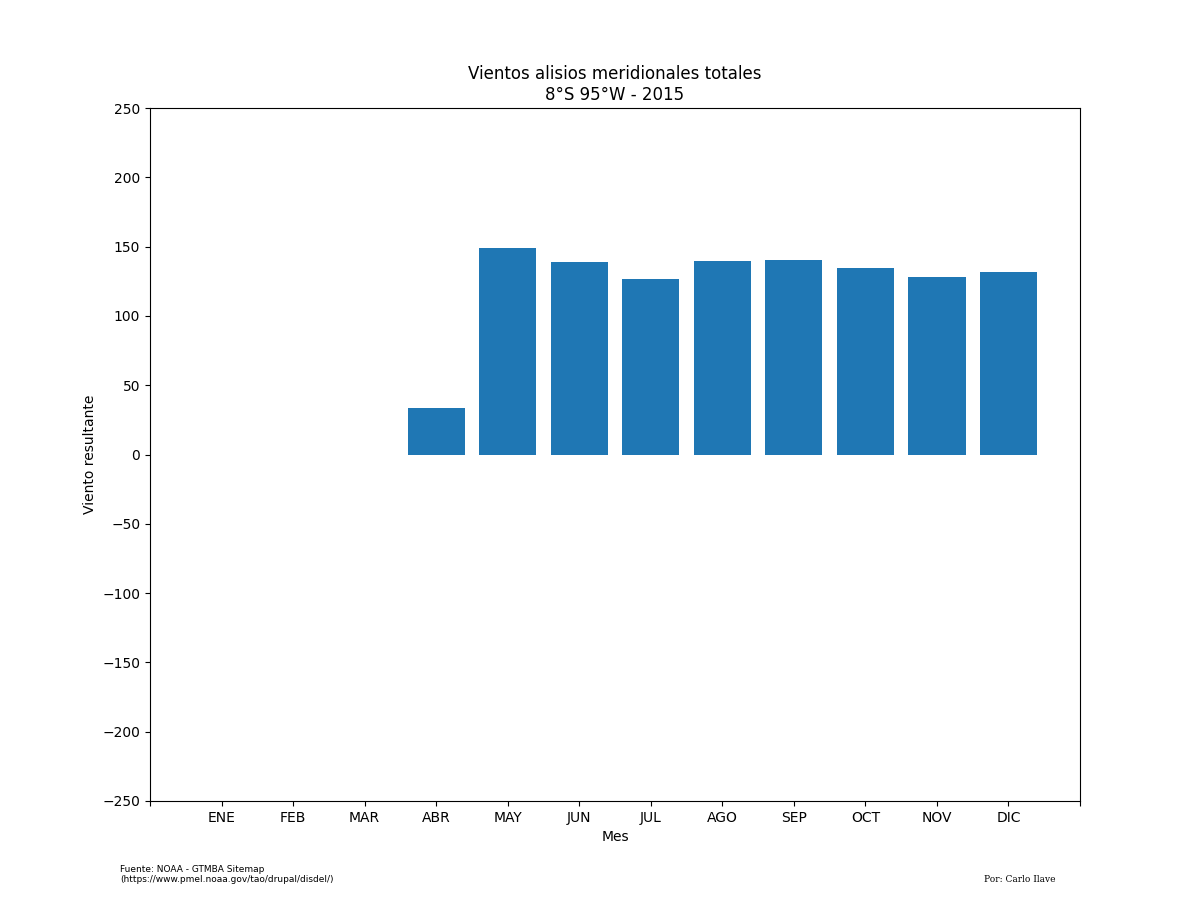 Vientos alisios meridionales totales
8°S 95°W - 2015
250
200
150
100
50
0
−50
−100
−150
−200
−250
Viento resultante
ENE FEB MAR ABR MAY JUN JUL AGO SEP OCT NOV DIC
Mes
Fuente: NOAA - GTMBA Sitemap
(https://www.pmel.noaa.gov/tao/drupal/disdel/)
Por: Carlo Ilave